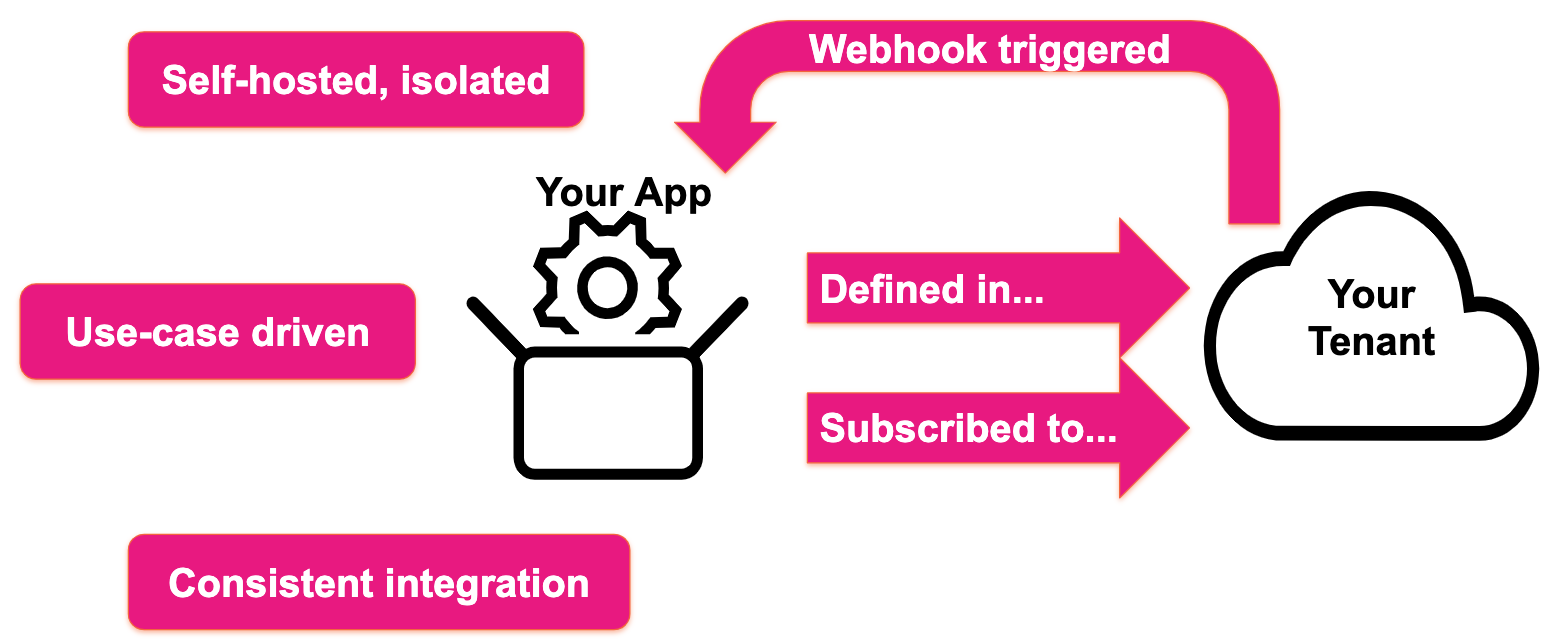 Self-hosted, isolated
Webhook triggered
Your App
Use-case driven
Defined in...
Your
Tenant
Subscribed to...
Consistent integration